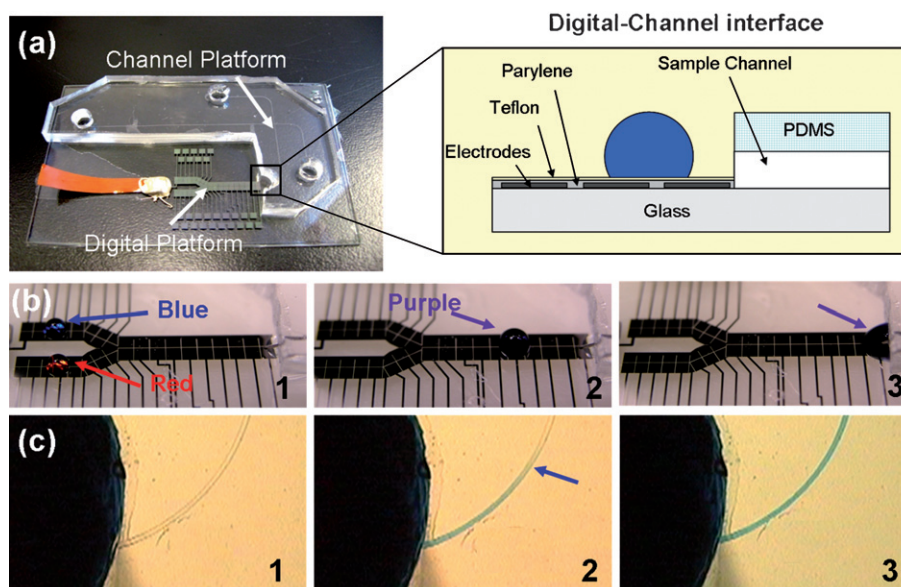 (a)
Channel Platform
Digital Platform
Digital-Channel interface
Parylene
Teflon
Electrodes
Sample Channel
PDMS
Glass
(b)
Blue
Red
1
Purple
2
3
(c)
1
2
3